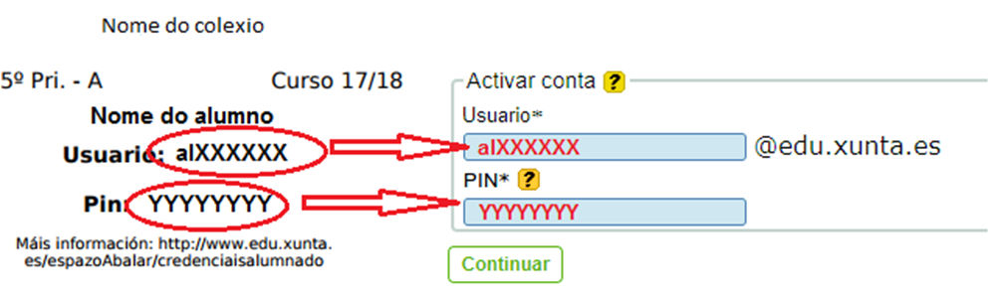 Nome do colexio
5º Pri. - A Curso 17/18
Nome do alumno
Usuario: alXXXXXX
Pin: YYYYYYYY
Máis información: http://www.edu.xunta.
es/espazoAbalar/credenciaisalumnado
Activar conta ?
Usuario*
alXXXXXX @edu.xunta.es
PIN* ?
YYYYYYYY
Continuar